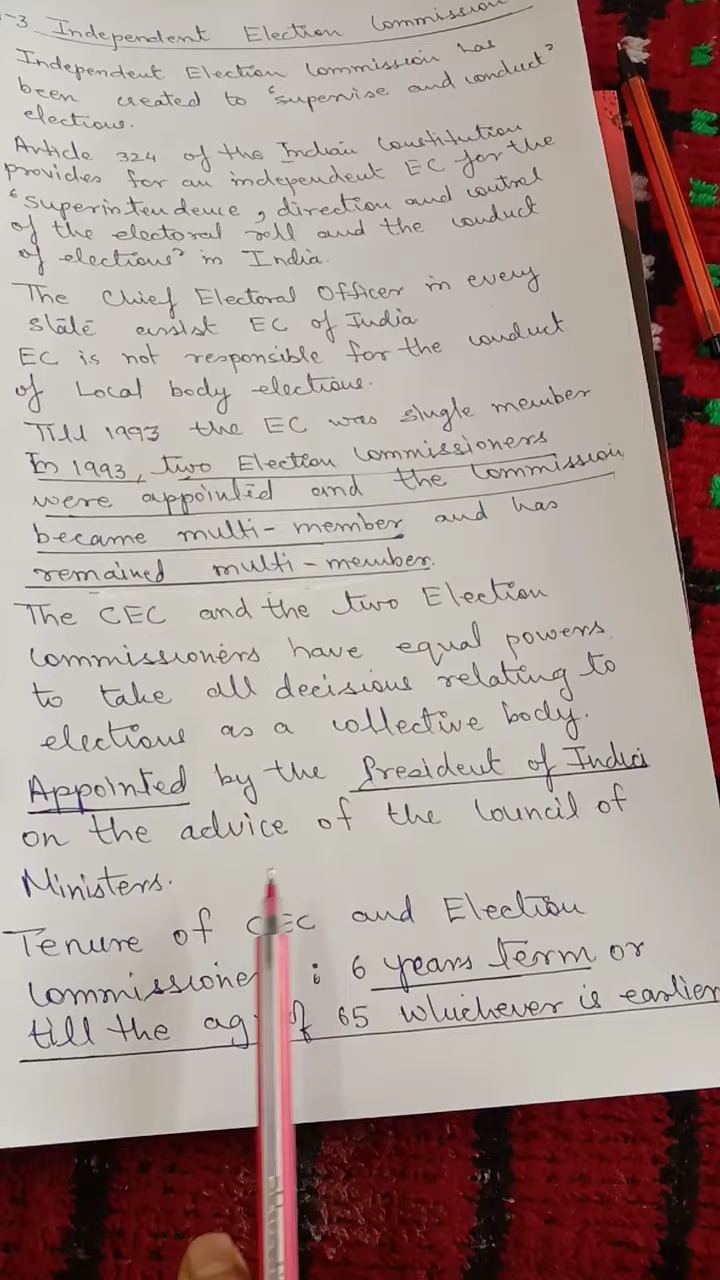 -3 Independent Election Commission
Independent Election Commission has
been created to 'supervise and conduct'
elections.
Article 324 of the Indian Constitution
provides for an independent EC for the
'superintendence, direction and control
of the electoral roll and the conduct
of elections' in India.
The Chief Electoral Officer in every
state assist EC of India
EC is not responsible for the conduct
of Local body elections.
Till 1993 the EC was single member
In 1993, two Election Commissioners
were appointed and the Commission
became multi-member and has
remained multi-member.
The CEC and the two Election
Commissioners have equal powers
to take all decisions relating to
elections as a collective body.
Appointed by the President of India
on the advice of the Council of
Ministers.
Tenure of CEC and Election
Commissioner : 6 years term or
till the age of 65 whichever is earlier